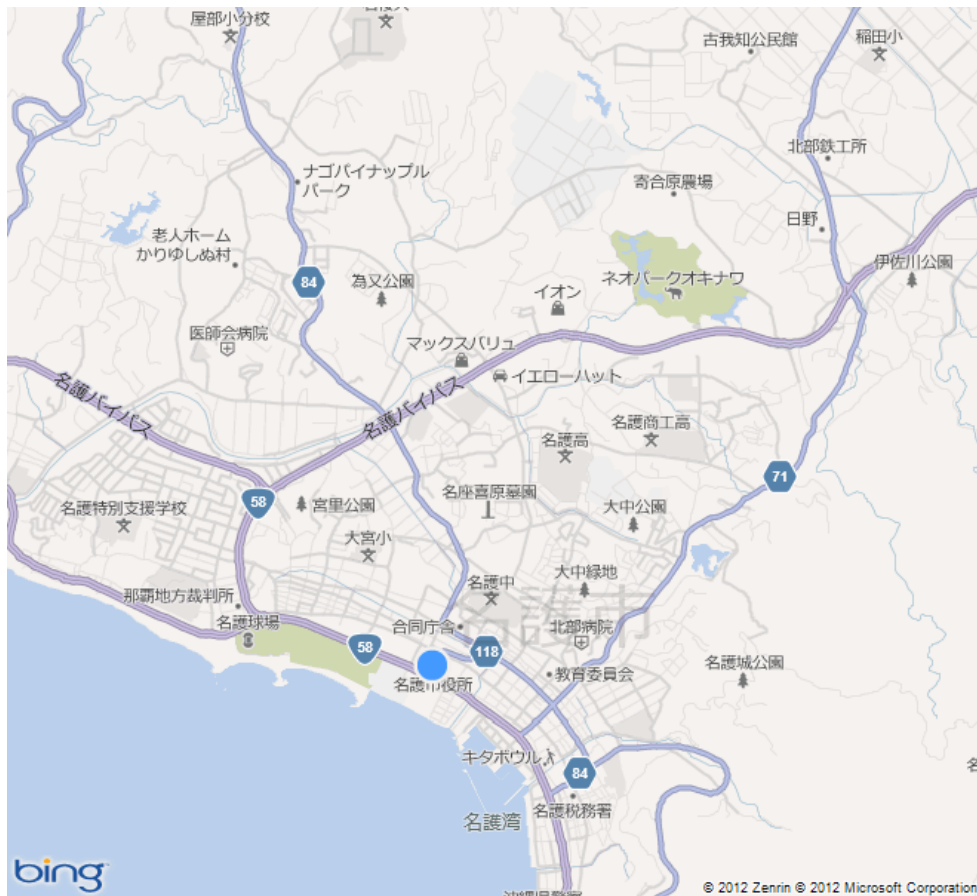 屋部小分校
古我知公民館
稲田小
北部鉄工所
ナゴパイナップル
パーク
寄合原農場
日野
老人ホーム
かりゆしぬ村
伊佐川公園
84
為又公園
ネオパークオキナワ
イオン
医師会病院
マックスバリュ
イエローハット
名護バイパス
名護バイパス
名護商工高
名護高
71
58
宮里公園
名座喜原墓園
大中公園
名護特別支援学校
大宮小
大中緑地
名護中
那覇地方裁判所
名護市
名護球場
合同庁舎
北部病院
58
118
名護城公園
教育委員会
名護市役所
キタボウル
84
名護税務署
名護湾
bing
© 2012 Zenrin © 2012 Microsoft Corporation